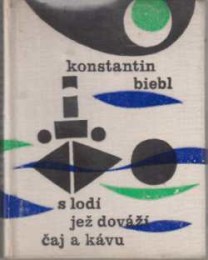 konstantin
biebl
s lodí
jež dováží
čaj a kávu